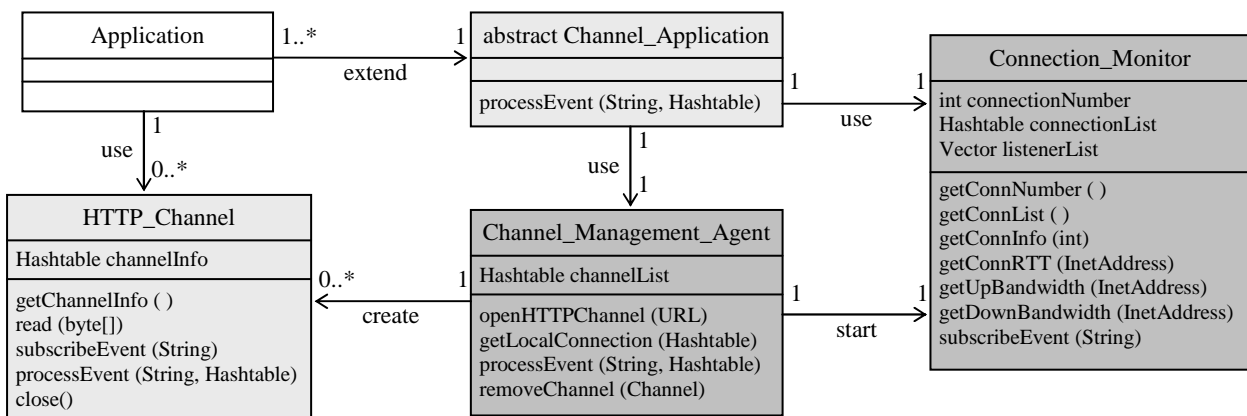 Application
1..*
1
extend
abstract Channel_Application
processEvent (String, Hashtable)
1
use
1
Connection_Monitor
int connectionNumber
Hashtable connectionList
Vector listenerList
getConnNumber ( )
getConnList ( )
getConnInfo (int)
getConnRTT (InetAddress)
getUpBandwidth (InetAddress)
getDownBandwidth (InetAddress)
subscribeEvent (String)
1
use
0..*
1
use
1
HTTP_Channel
Hashtable channelInfo
getChannelInfo ( )
read (byte[])
subscribeEvent (String)
processEvent (String, Hashtable)
close()
0..*
1
create
Channel_Management_Agent
Hashtable channelList
openHTTPChannel (URL)
getLocalConnection (Hashtable)
processEvent (String, Hashtable)
removeChannel (Channel)
1
1
start